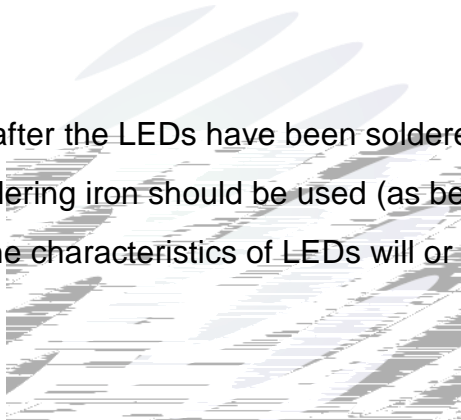 after the LEDs have been soldere
dering iron should be used (as be
he characteristics of LEDs will or